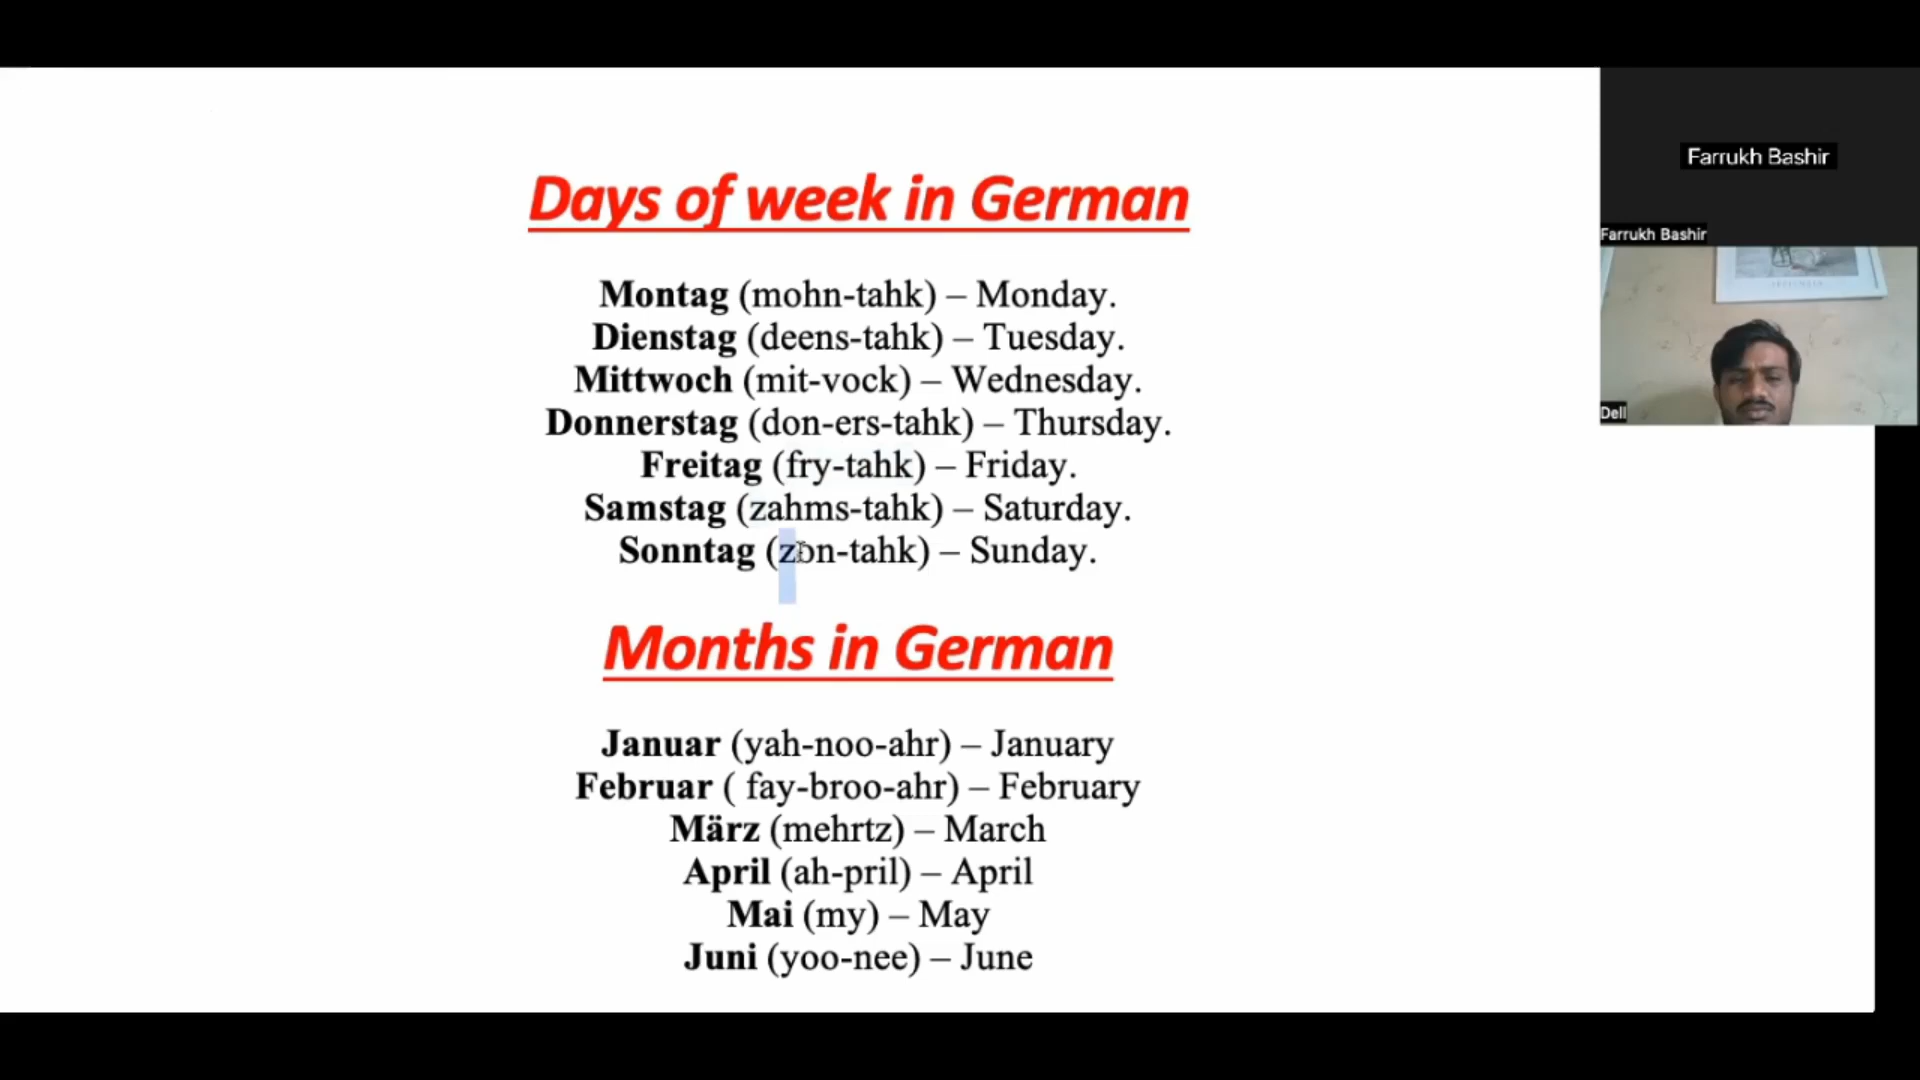 Days of week in German
Montag (mohn-tahk) – Monday.
Dienstag (deens-tahk) – Tuesday.
Mittwoch (mit-vock) – Wednesday.
Donnerstag (don-ers-tahk) – Thursday.
Freitag (fry-tahk) – Friday.
Samstag (zahms-tahk) – Saturday.
Sonntag (zon-tahk) – Sunday.
Months in German
Januar (yah-noo-ahr) – January
Februar ( fay-broo-ahr) – February
März (mehrtz) – March
April (ah-pril) – April
Mai (my) – May
Juni (yoo-nee) – June
Farrukh Bashir
Farrukh Bashir
Dell